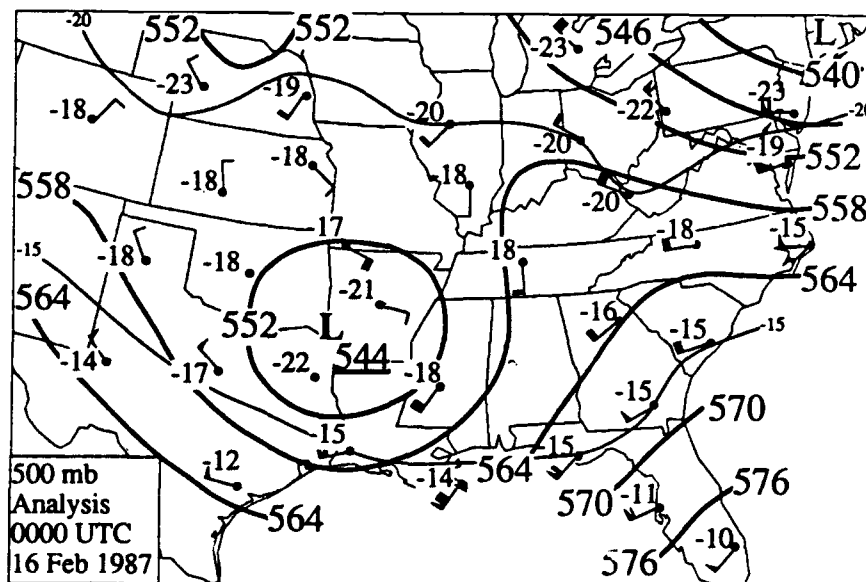 -20 552 552 -23 546 L
540
-23 -19 -18 -20 -22 -23 -20
-20 -19
552
-18 -18 -18 -20
558 558
17 -18 -15
-18 -18 18
-15 -21 564
564 552 L -16 -15 -15
544
-14 -17 -22 -18
-15 570
-15 -15
-12 -14 564 576
564 570 -11
576 -10
500 mb
Analysis
0000 UTC
16 Feb 1987